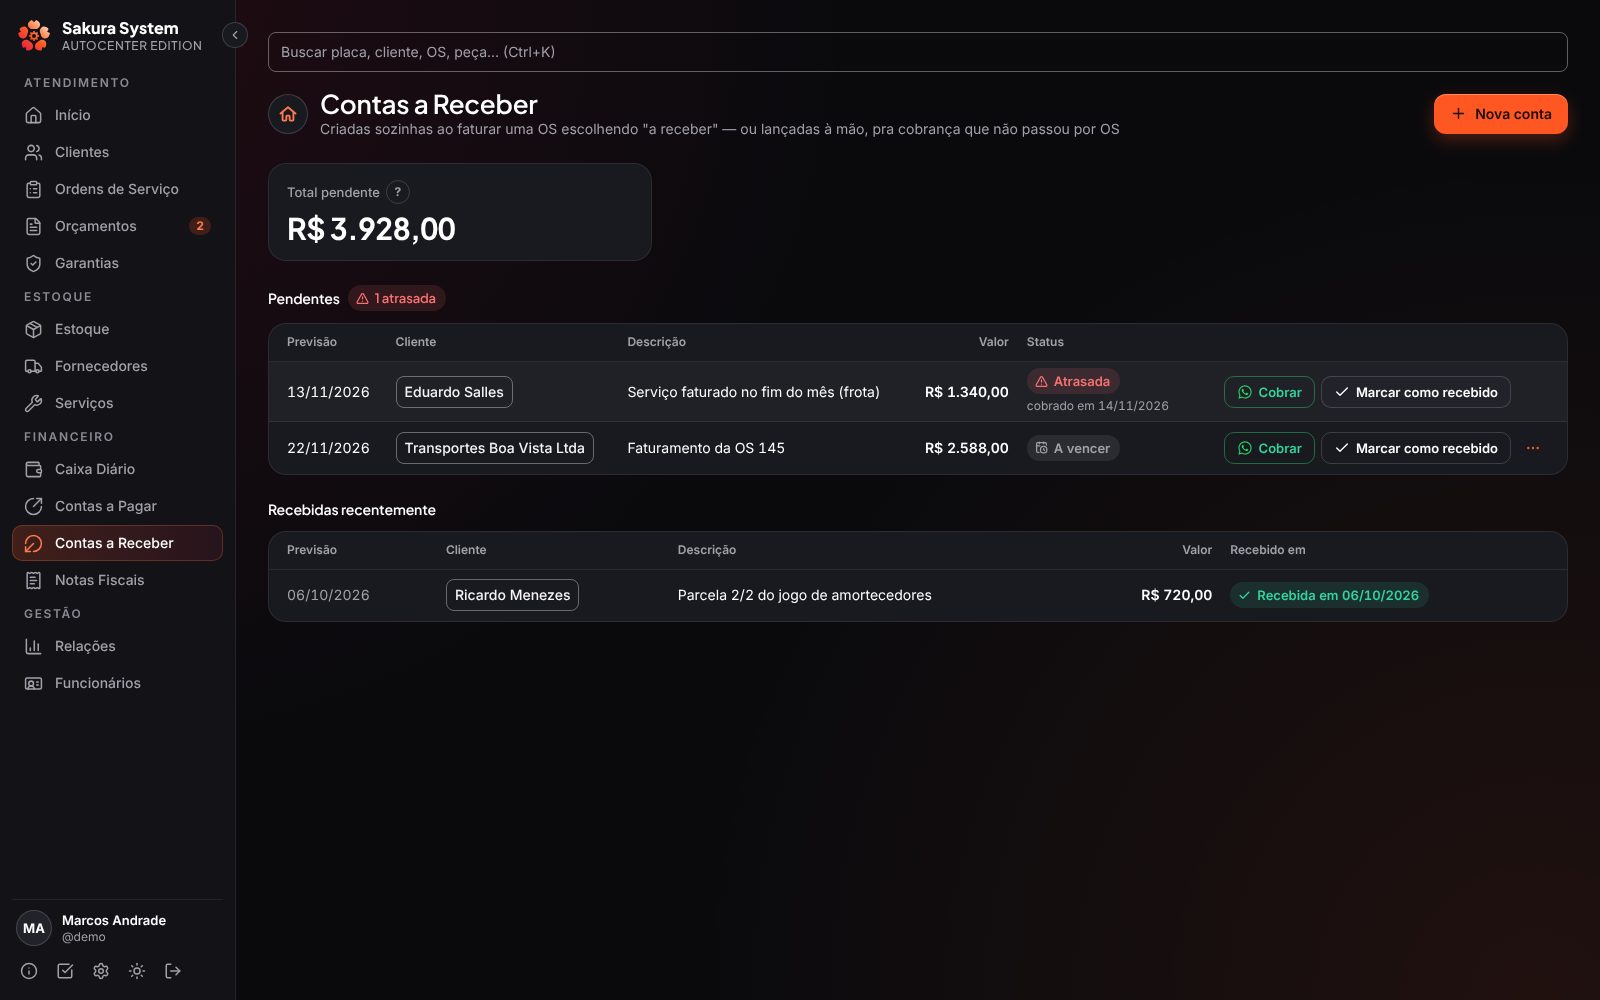 Sakura System
AUTOCENTER EDITION
ATENDIMENTO
Início
Clientes
Ordens de Serviço
Orçamentos 2
Garantias
ESTOQUE
Estoque
Fornecedores
Serviços
FINANCEIRO
Caixa Diário
Contas a Pagar
Contas a Receber
Notas Fiscais
GESTÃO
Relações
Funcionários
MA
Marcos Andrade
@demo
Buscar placa, cliente, OS, peça... (Ctrl+K)
Contas a Receber
Criadas sozinhas ao faturar uma OS escolhendo "a receber" — ou lançadas à mão, pra cobrança que não passou por OS
Nova conta
Total pendente ?
R$ 3.928,00
Pendentes 1 atrasada
Previsão Cliente Descrição Valor Status
13/11/2026 Eduardo Salles Serviço faturado no fim do mês (frota) R$ 1.340,00 Atrasada Cobrar Marcar como recebido
cobrado em 14/11/2026
22/11/2026 Transportes Boa Vista Ltda Faturamento da OS 145 R$ 2.588,00 A vencer Cobrar Marcar como recebido ...
Recebidas recentemente
Previsão Cliente Descrição Valor Recebido em
06/10/2026 Ricardo Menezes Parcela 2/2 do jogo de amortecedores R$ 720,00 Recebida em 06/10/2026